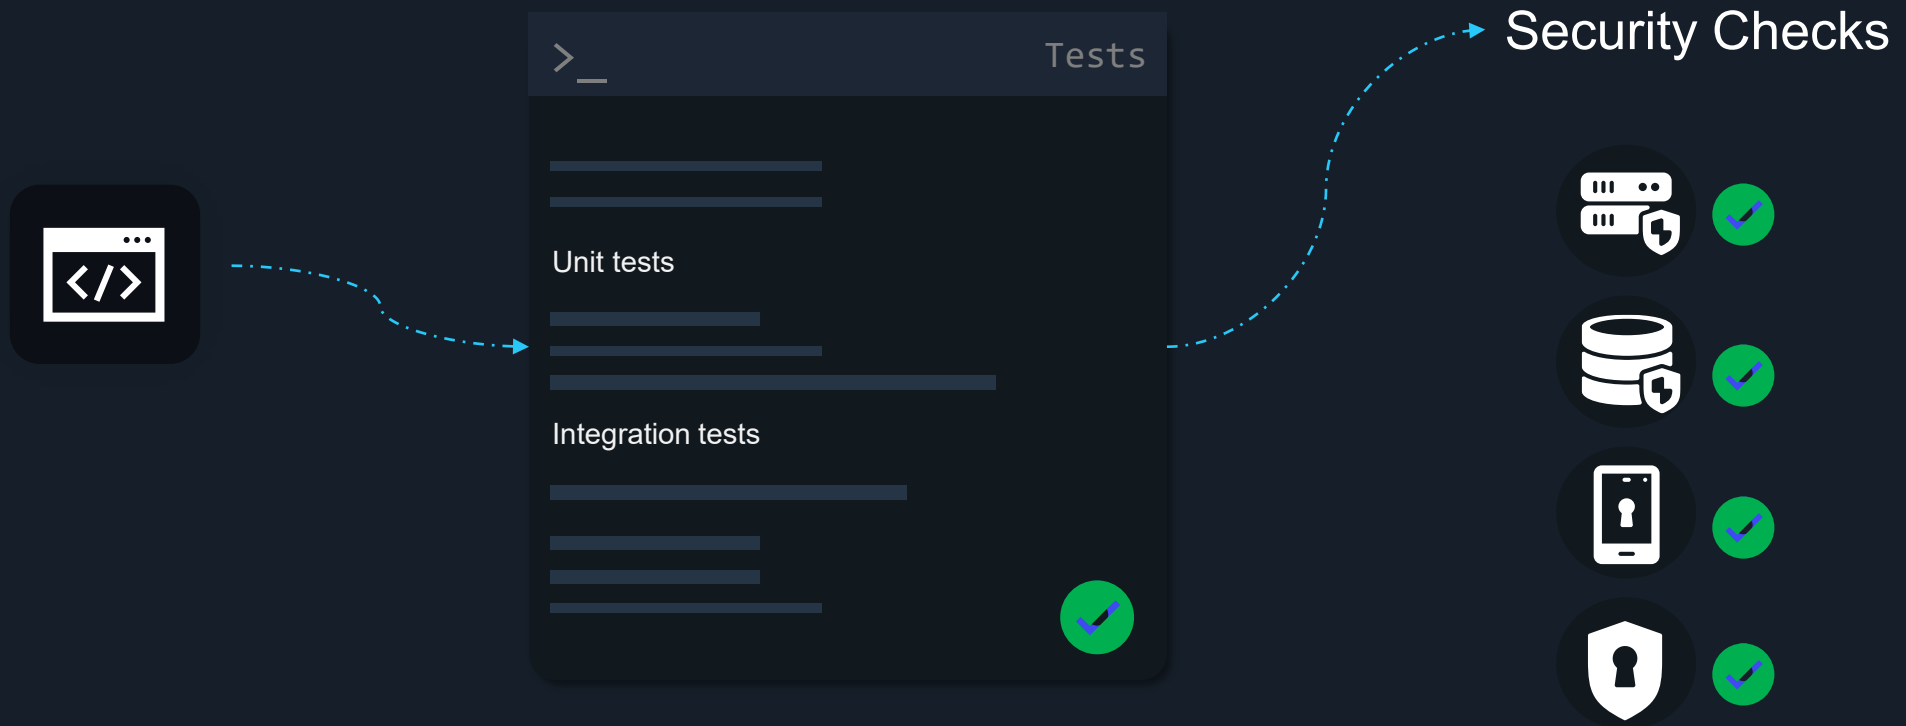 >_
Tests
Security Checks
</>
Unit tests
Integration tests